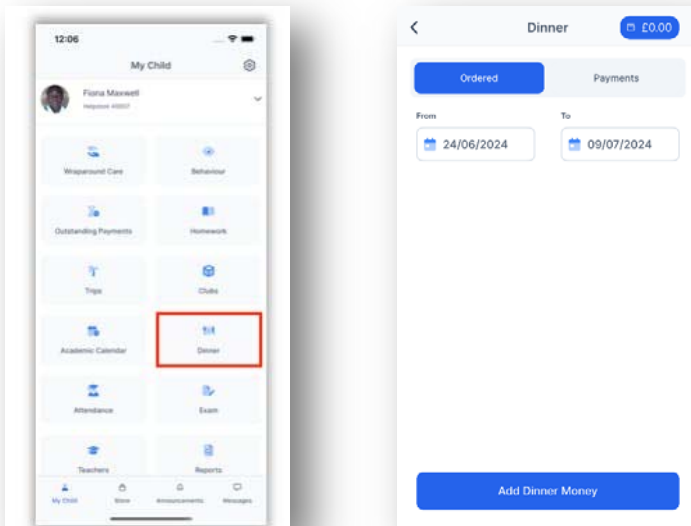 12:06
My Child
Fiona Maxwell
Wraparound Care
Behaviour
Outstanding Payments
Homework
Trips
Clubs
Academic Calendar
Dinner
Attendance
Exam
Teachers
Reports
My Child
Store
Announcements
Messages
Dinner
£0.00
Ordered
Payments
From
To
24/06/2024
09/07/2024
Add Dinner Money